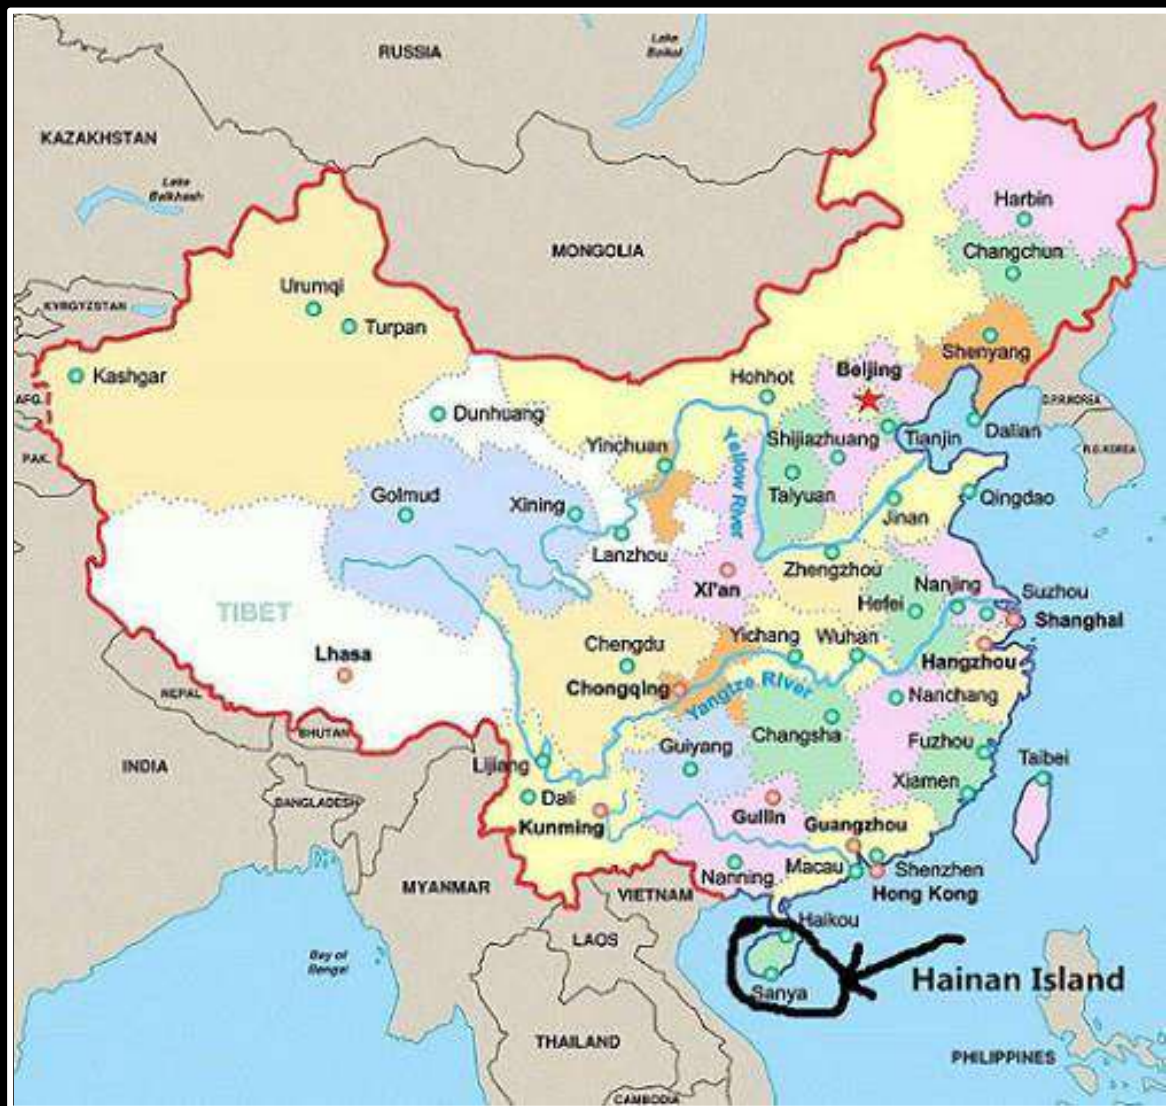 RUSSIA
Lake
Baikal
KAZAKHSTAN
Lake
Balkhash
MONGOLIA
Harbin
Changchun
KYRGYZSTAN
Urumqi
Turpan
Shenyang
Kashgar
Hohhot
Beijing
AFG.
D.P.R.KOREA
Dunhuang
Shijiazhuang
Tianjin
Dalian
Yinchuan
PAK.
R.O.KOREA
Yellow River
Golmud
Xining
Taiyuan
Qingdao
Jinan
Lanzhou
Zhengzhou
Xi'an
Nanjing
Suzhou
TIBET
Hefei
Shanghai
Chengdu
Yichang
Wuhan
Lhasa
Hangzhou
Chongqing
Yangtze River
NEPAL
Nanchang
BHUTAN
Changsha
Guiyang
Fuzhou
INDIA
Lijiang
Taibei
Xiamen
BANGLADESH
Dali
Guilin
Kunming
Guangzhou
Macau
Shenzhen
Nanning
MYANMAR
VIETNAM
Hong Kong
Haikou
LAOS
Bay of
Bengal
Hainan Island
Sanya
THAILAND
PHILIPPINES
CAMBODIA